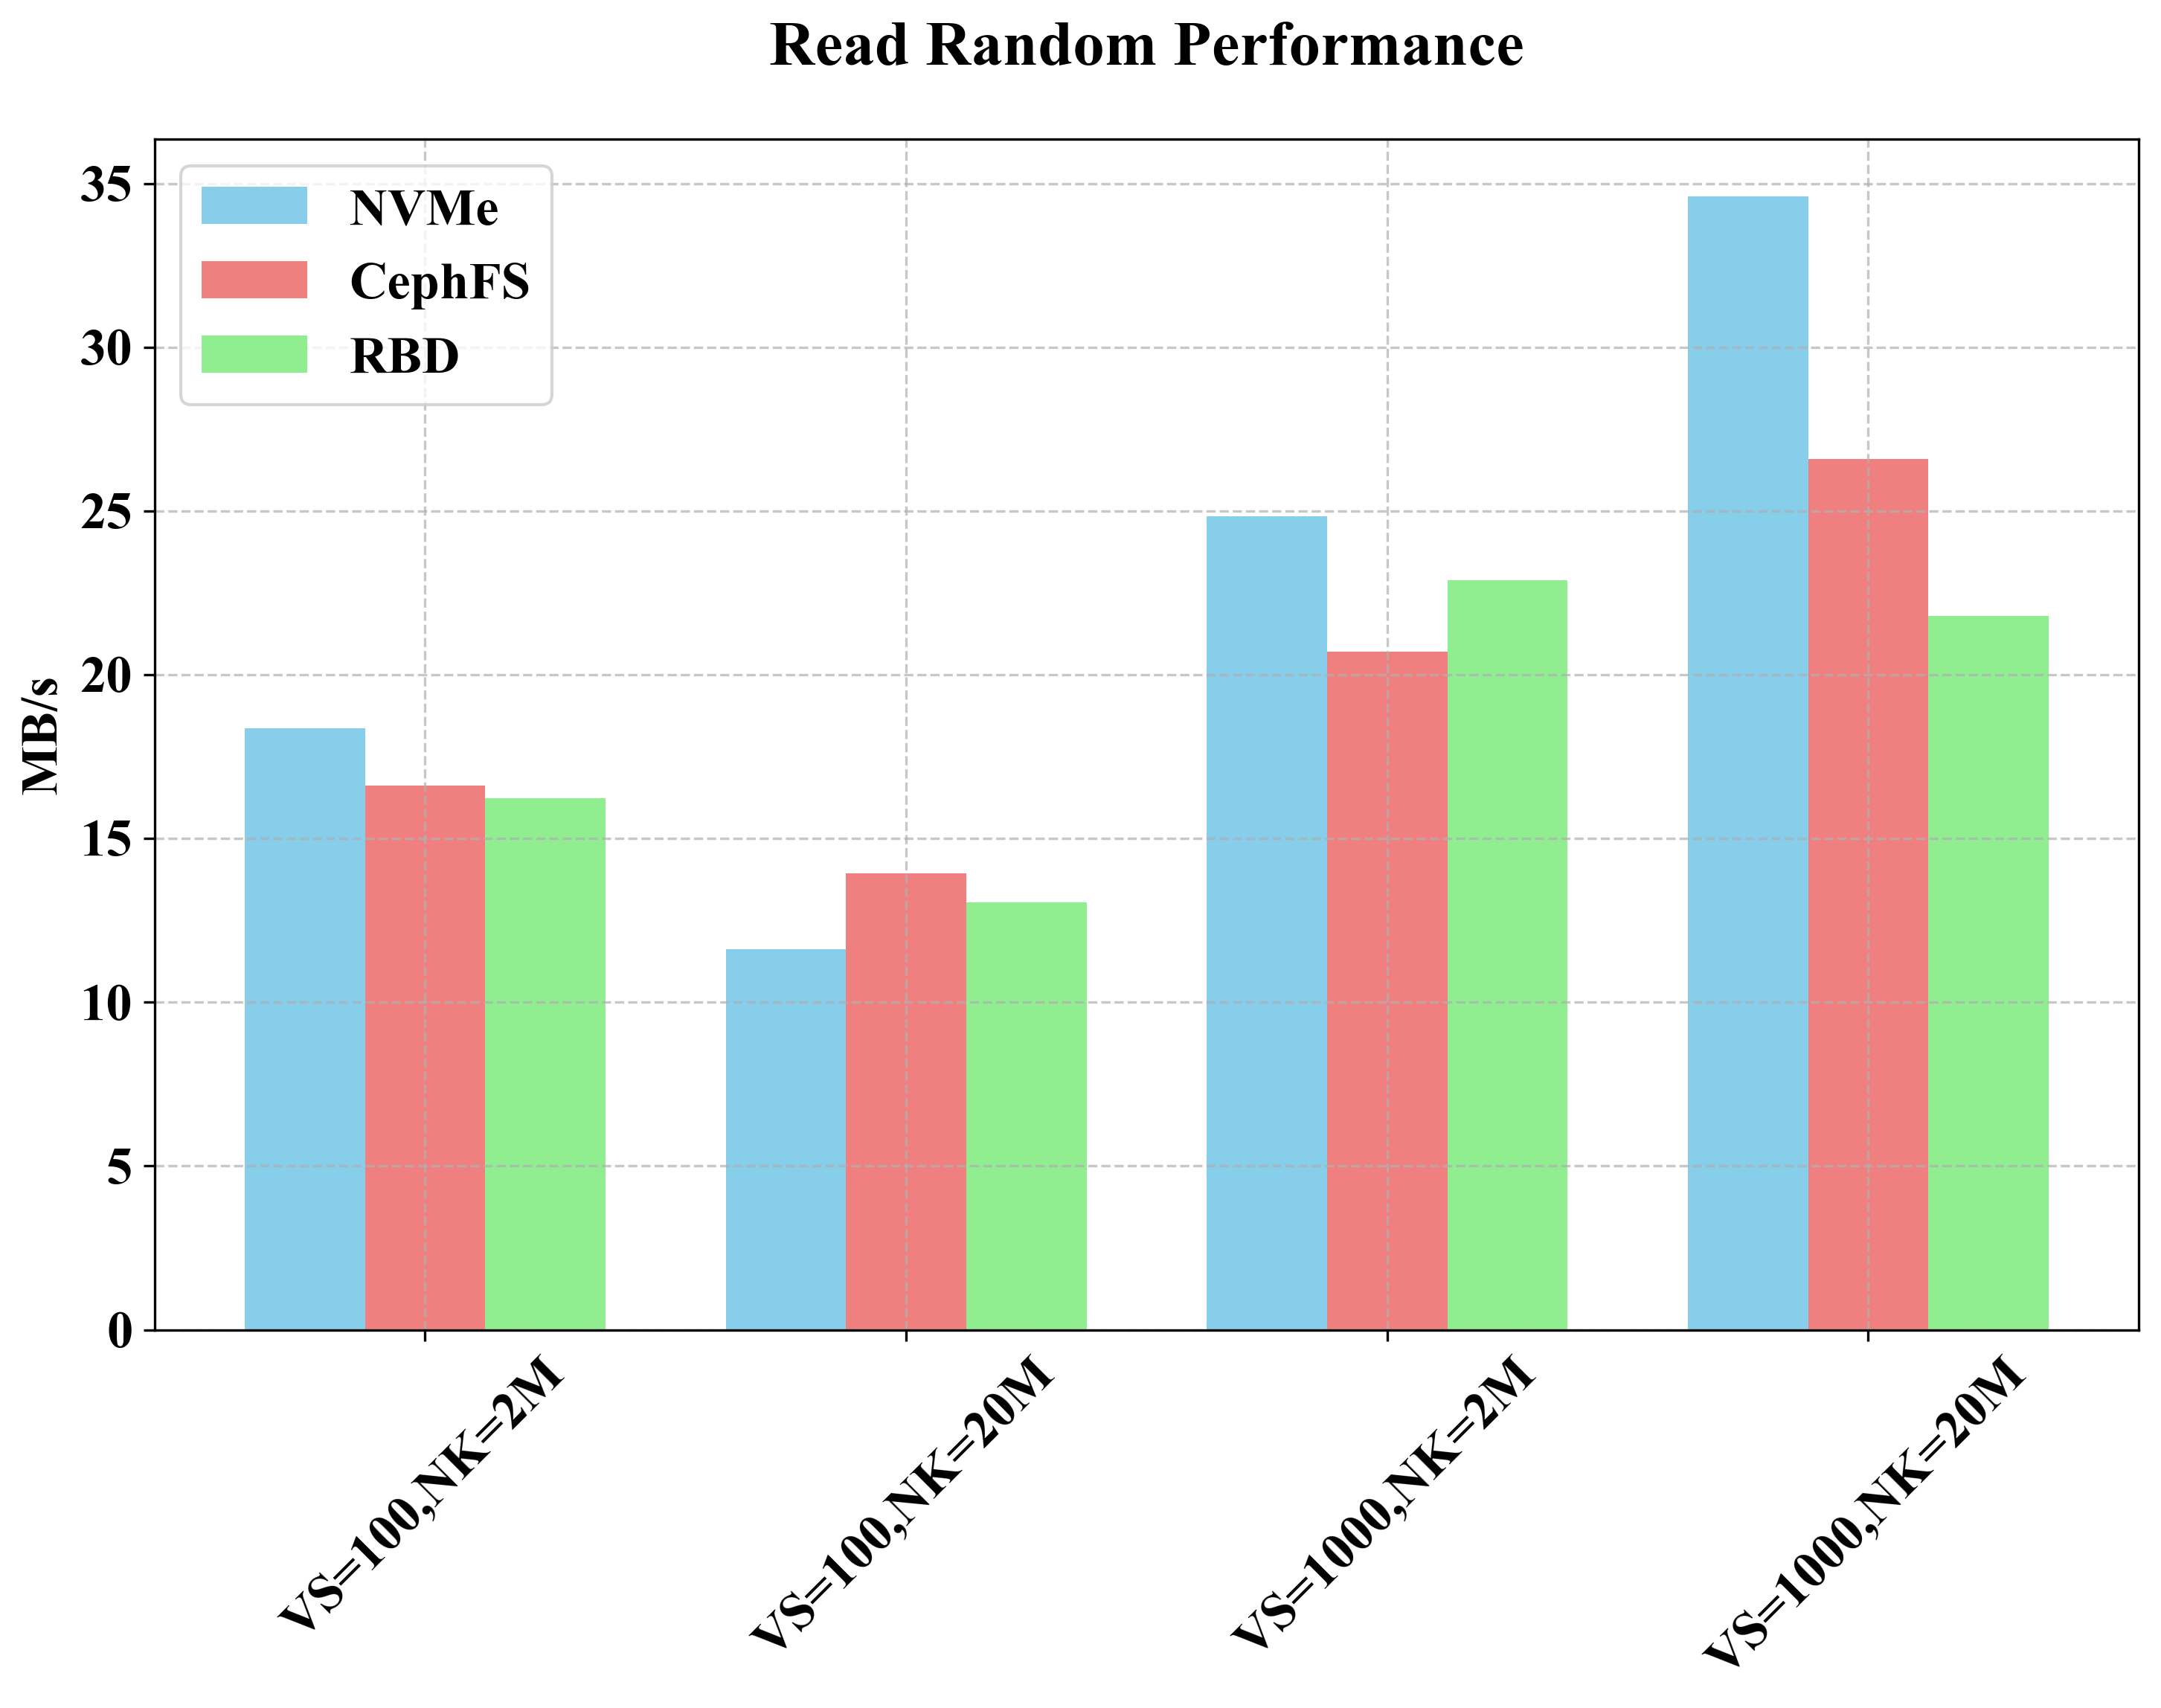 Read Random Performance
NVMe
CephFS
RBD
MB/s
35
30
25
20
15
10
5
0
VS=100,NK=2M
VS=100,NK=20M
VS=1000,NK=2M
VS=1000,NK=20M